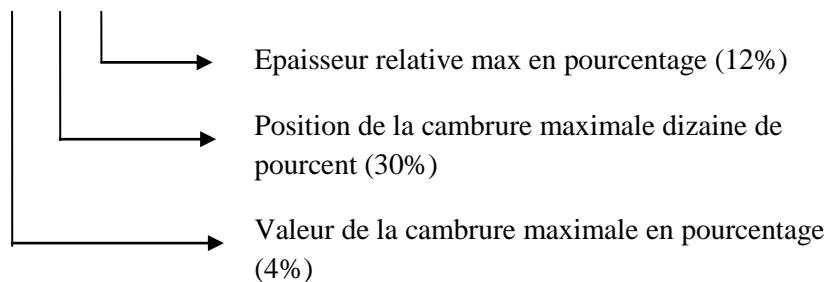 Epaisseur relative max en pourcentage (12%)
Position de la cambrure maximale dizaine de
pourcent (30%)
Valeur de la cambrure maximale en pourcentage
(4%)